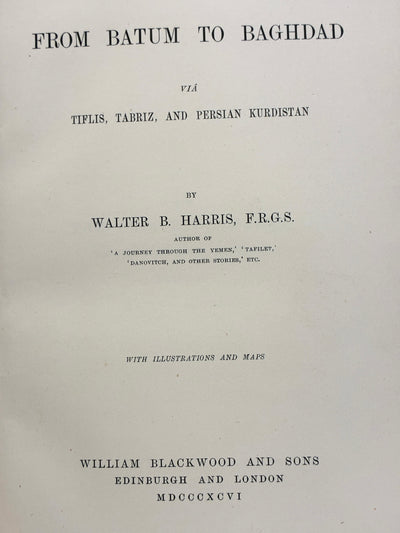 FROM BATUM TO BAGHDAD
VIÂ
TIFLIS, TABRIZ, AND PERSIAN KURDISTAN
BY
WALTER B. HARRIS, F.R.G.S.
AUTHOR OF
'A JOURNEY THROUGH THE YEMEN,' 'TAFILET,'
'DANOVITCH, AND OTHER STORIES,' ETC.
WITH ILLUSTRATIONS AND MAPS
WILLIAM BLACKWOOD AND SONS
EDINBURGH AND LONDON
MDCCCXCVI